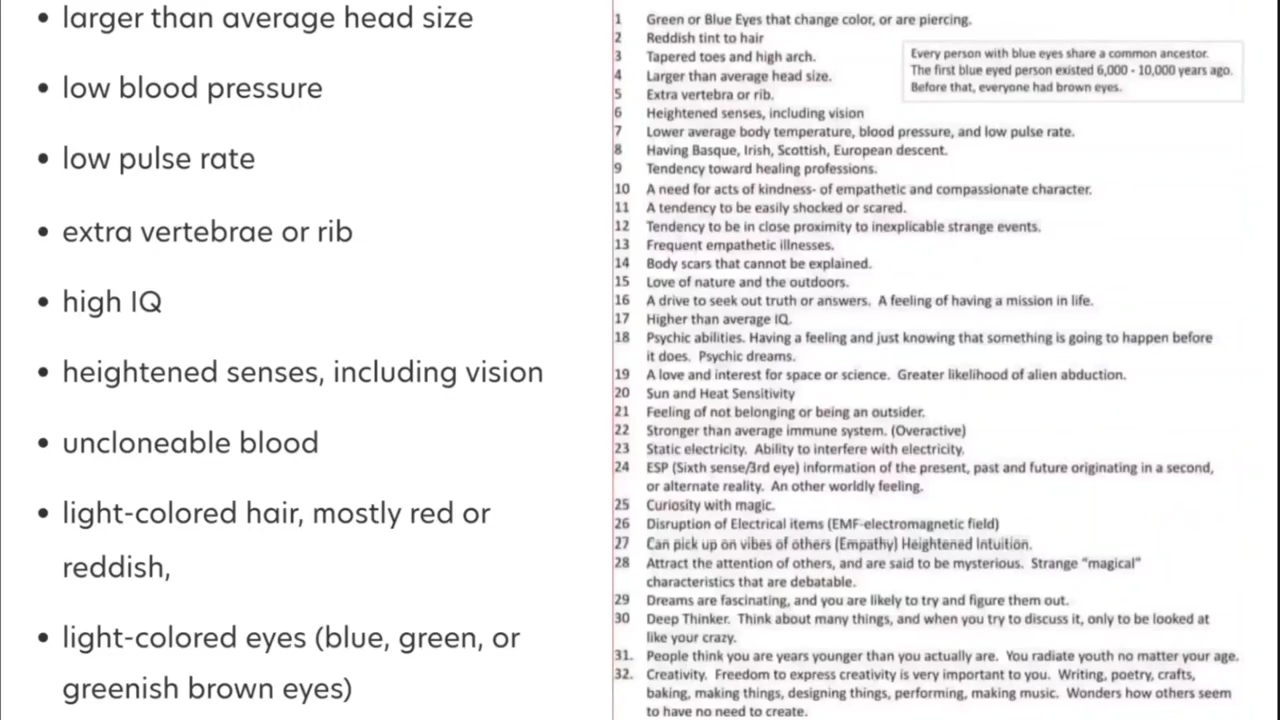 • larger than average head size
• low blood pressure
• low pulse rate
• extra vertebrae or rib
• high IQ
• heightened senses, including vision
• uncloneable blood
• light-colored hair, mostly red or
reddish,
• light-colored eyes (blue, green, or
greenish brown eyes)
1 Green or Blue Eyes that change color, or are piercing.
2 Reddish tint to hair
3 Tapered toes and high arch.
4 Larger than average head size.
5 Extra vertebra or rib.
6 Heightened senses, including vision
7 Lower average body temperature, blood pressure, and low pulse rate.
8 Having Basque, Irish, Scottish, European descent.
9 Tendency toward healing professions.
10 A need for acts of kindness- of empathetic and compassionate character.
11 A tendency to be easily shocked or scared.
12 Tendency to be in close proximity to inexplicable strange events.
13 Frequent empathetic illnesses.
14 Body scars that cannot be explained.
15 Love of nature and the outdoors.
16 A drive to seek out truth or answers. A feeling of having a mission in life.
17 Higher than average IQ.
18 Psychic abilities. Having a feeling and just knowing that something is going to happen before
it does. Psychic dreams.
19 A love and interest for space or science. Greater likelihood of alien abduction.
20 Sun and Heat Sensitivity
21 Feeling of not belonging or being an outsider.
22 Stronger than average immune system. (Overactive)
23 Static electricity. Ability to interfere with electricity.
24 ESP (Sixth sense/3rd eye) information of the present, past and future originating in a second,
or alternate reality. An other worldly feeling.
25 Curiosity with magic.
26 Disruption of Electrical items (EMF-electromagnetic field)
27 Can pick up on vibes of others (Empathy) Heightened Intuition.
28 Attract the attention of others, and are said to be mysterious. Strange "magical"
characteristics that are debatable.
29 Dreams are fascinating, and you are likely to try and figure them out.
30 Deep Thinker. Think about many things, and when you try to discuss it, only to be looked at
like your crazy.
31. People think you are years younger than you actually are. You radiate youth no matter your age.
32. Creativity. Freedom to express creativity is very important to you. Writing, poetry, crafts,
baking, making things, designing things, performing, making music. Wonders how others seem
to have no need to create.
Every person with blue eyes share a common ancestor.
The first blue eyed person existed 6,000 - 10,000 years ago.
Before that, everyone had brown eyes.